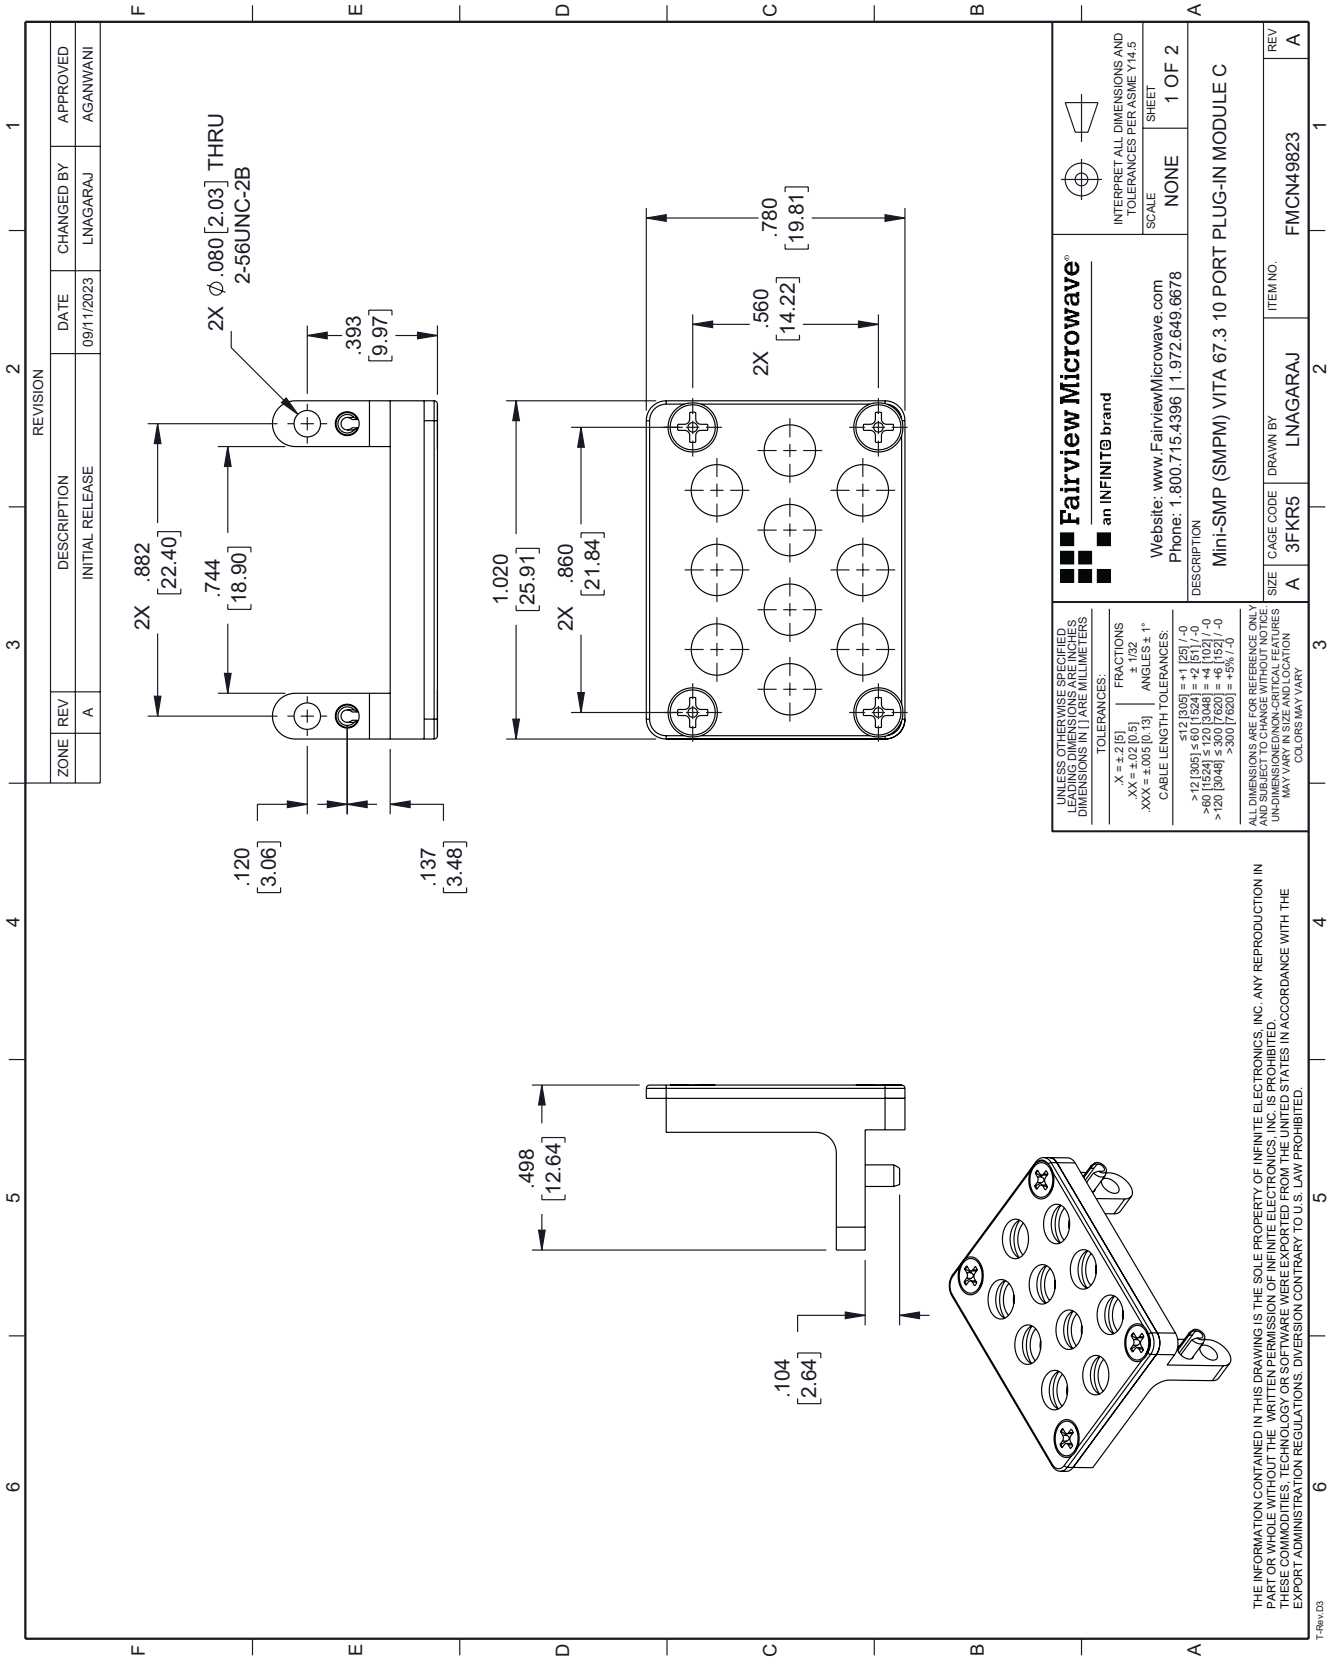 6
5
4
3
2
1
F
E
D
C
B
A
REVISION
ZONE REV DESCRIPTION DATE CHANGED BY APPROVED
A INITIAL RELEASE 09/11/2023 LNAGARAJ AGANWANI
2X .882
[22.40]
.744
[18.90]
2X ∅.080 [2.03] THRU
2-56UNC-2B
.393
[9.97]
.120
[3.06]
.137
[3.48]
1.020
[25.91]
2X .860
[21.84]
2X .560
[14.22]
.780
[19.81]
.498
[12.64]
.104
[2.64]
THE INFORMATION CONTAINED IN THIS DRAWING IS THE SOLE PROPERTY OF INFINITE ELECTRONICS, INC. ANY REPRODUCTION IN
PART OR WHOLE WITHOUT THE WRITTEN PERMISSION OF INFINITE ELECTRONICS, INC. IS PROHIBITED.
THESE COMMODITIES, TECHNOLOGY OR SOFTWARE WERE EXPORTED FROM THE UNITED STATES IN ACCORDANCE WITH THE
EXPORT ADMINISTRATION REGULATIONS. DIVERSION CONTRARY TO U.S. LAW PROHIBITED.
UNLESS OTHERWISE SPECIFIED
LEADING DIMENSIONS ARE INCHES
DIMENSIONS IN [ ] ARE MILLIMETERS
TOLERANCES:
.X = ±.2 [5] FRACTIONS
.XX = ±.02 [0.5] ± 1/32
.XXX = ±.005 [0.13] ANGLES ± 1°
CABLE LENGTH TOLERANCES:
≤12 [305] = +1 [25] / -0
>12 [305] ≤ 60 [1524] = +2 [51] / -0
>60 [1524] ≤ 120 [3048] = +4 [102] / -0
>120 [3048] ≤ 300 [7620] = +6 [152] / -0
>300 [7620] = +5% / -0
ALL DIMENSIONS ARE FOR REFERENCE ONLY
AND SUBJECT TO CHANGE WITHOUT NOTICE.
UN-DIMENSIONED/NON-CRITICAL FEATURES
MAY VARY IN SIZE AND LOCATION
COLORS MAY VARY
Fairview Microwave®
an INFINITE brand
Website: www.FairviewMicrowave.com
Phone: 1.800.715.4396 | 1.972.649.6678
INTERPRET ALL DIMENSIONS AND
TOLERANCES PER ASME Y14.5
SCALE SHEET
NONE 1 OF 2
DESCRIPTION
Mini-SMP (SMPM) VITA 67.3 10 PORT PLUG-IN MODULE C
SIZE CAGE CODE DRAWN BY ITEM NO. REV
A 3FKR5 LNAGARAJ FMCN49823 A
F
E
D
C
B
A
6
5
4
3
2
1
T-Rev.D3